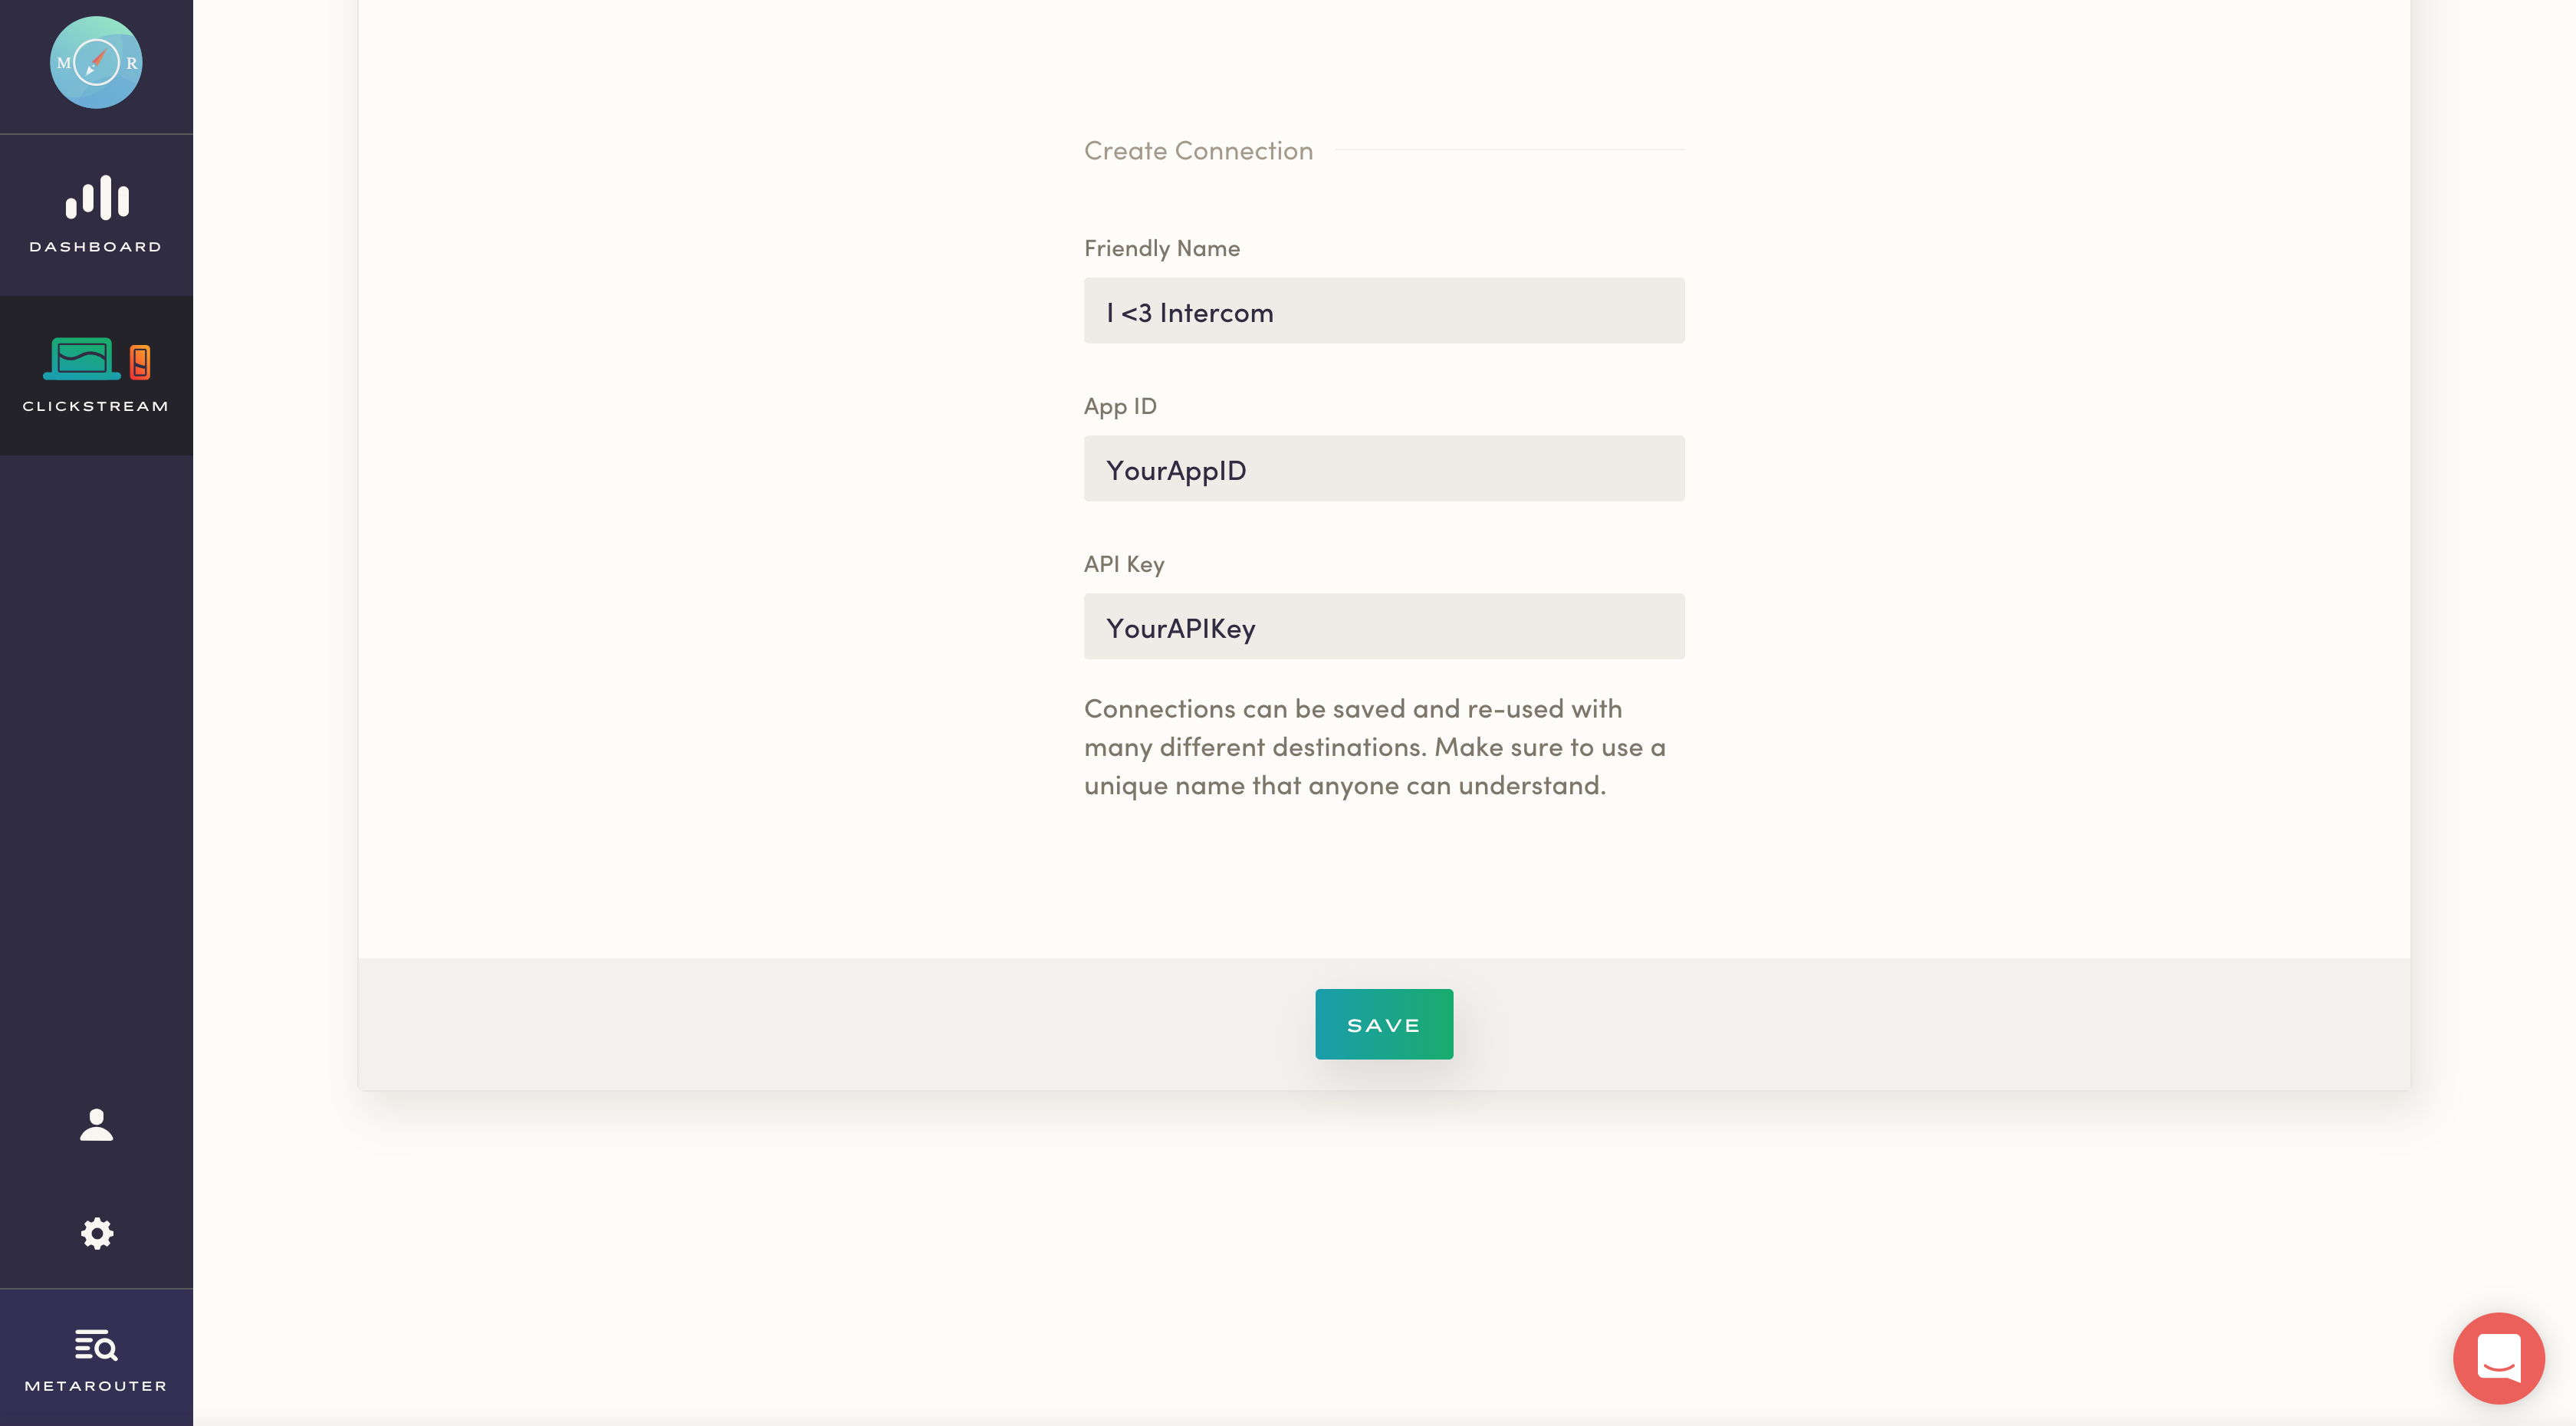 M R
DASHBOARD
CLICKSTREAM
METAROUTER
Create Connection
Friendly Name
I <3 Intercom
App ID
YourAppID
API Key
YourAPIKey
Connections can be saved and re-used with
many different destinations. Make sure to use a
unique name that anyone can understand.
SAVE